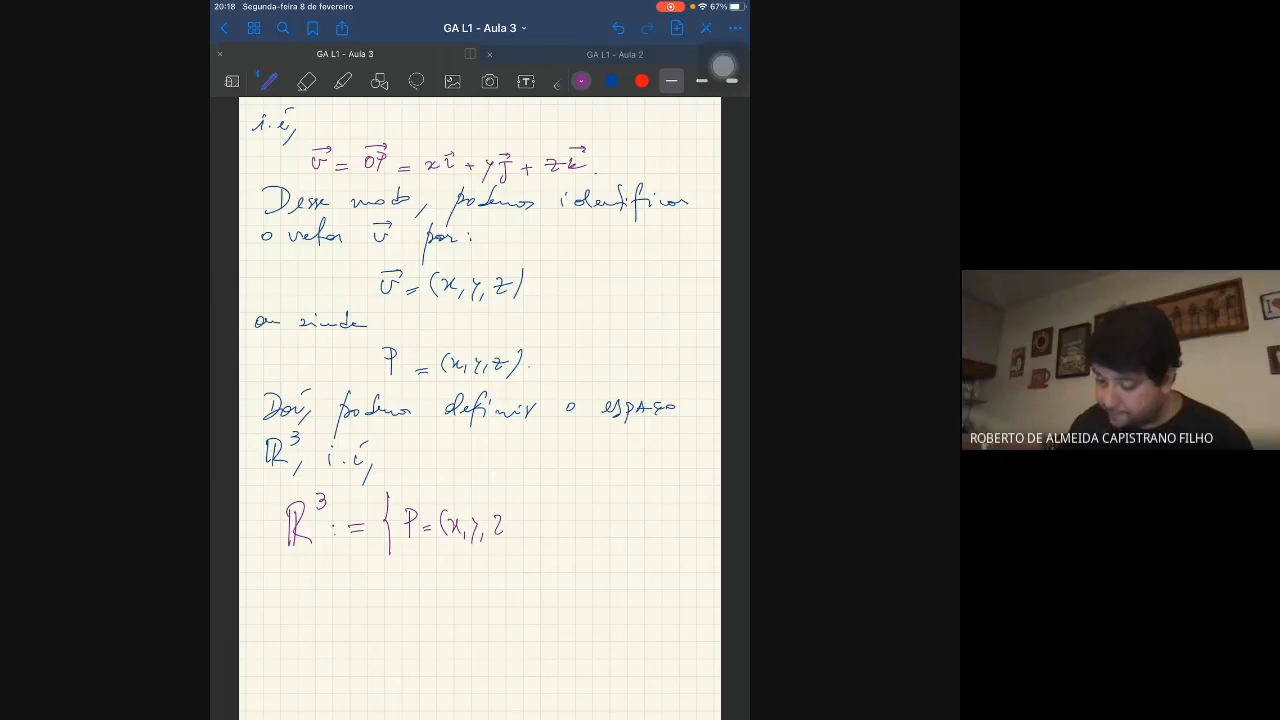 20:18 Segunda-feira 8 de fevereiro 67%
GA L1 - Aula 3
GA L1 - Aula 3
GA L1 - Aula 2
i.é,
v⃗ = OP⃗ = xi⃗ + yj⃗ + zk⃗.
Desse modo, podemos identificar
o vetor v⃗ por:
v⃗ = (x, y, z)
ou ainda
P = (x, y, z).
Daí, podemos definir o espaço
ℝ³, i.é,
ℝ³ := { P = (x, y, z
ROBERTO DE ALMEIDA CAPISTRANO FILHO